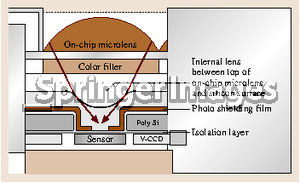 On-chip microlens
Color filler
Internal lens
between top of
on-chip microlens
and silicon surface
SpringerImages
Photo shielding film
Poly Si
Isolation layer
Sensor
V-CCD